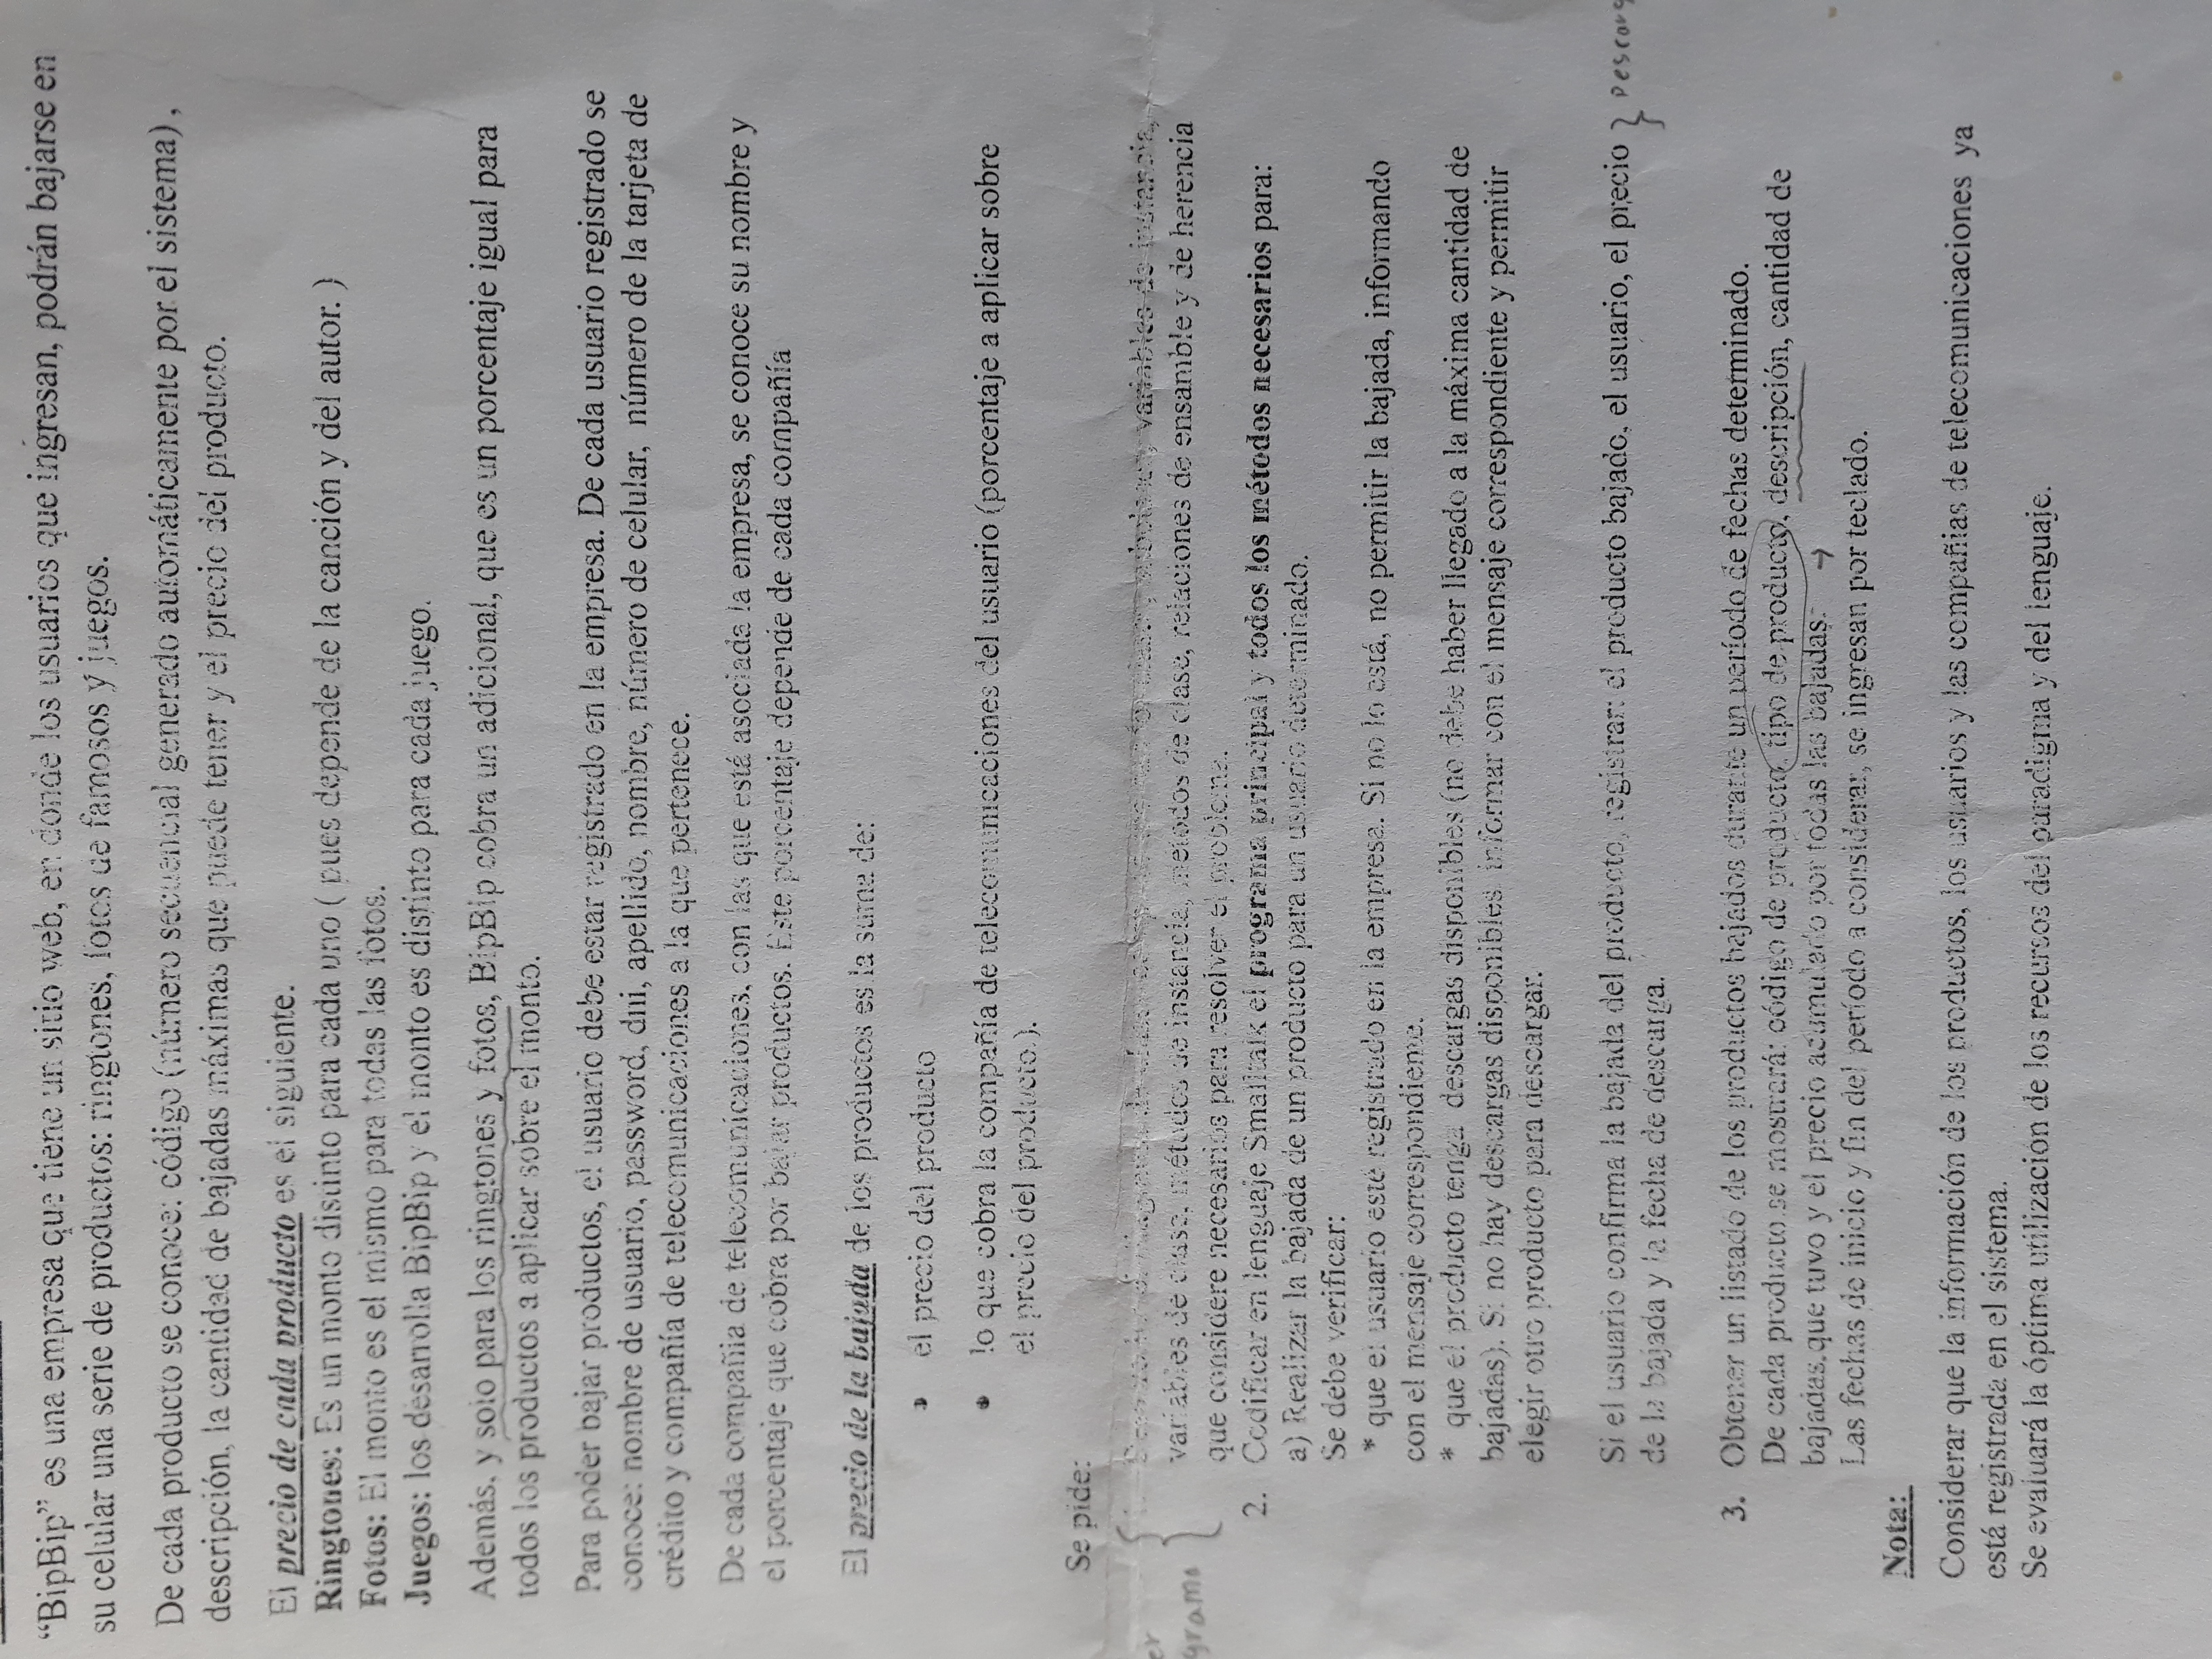 “BipBip” es una empresa que tiene un sitio web, en donde los usuarios que ingresan, podrán bajarse en
su celular una serie de productos: ringtones, fotos de famosos y juegos.
De cada producto se conoce: código (número secuencial generado automáticamente por el sistema) ,
descripción, la cantidad de bajadas máximas que puede tener y el precio del producto.
El precio de cada producto es el siguiente.
Ringtones: Es un monto distinto para cada uno ( pues depende de la canción y del autor. )
Fotos: El monto es el mismo para todas las fotos.
Juegos: los desarrolla BipBip y el monto es distinto para cada juego.
Además, y solo para los ringtones y fotos, BipBip cobra un adicional, que es un porcentaje igual para
todos los productos a aplicar sobre el monto.
Para poder bajar productos, el usuario debe estar registrado en la empresa. De cada usuario registrado se
conoce: nombre de usuario, password, dni, apellido, nombre, número de celular, número de la tarjeta de
crédito y compañía de telecomunicaciones a la que pertenece.
De cada compañia de telecomunicaciones, con las que está asociada la empresa, se conoce su nombre y
el porcentaje que cobra por bajar productos. Este porcentaje depende de cada compañía
El precio de la bajada de los productos es la suma de:
• el precio del producto
• lo que cobra la compañía de telecomunicaciones del usuario (porcentaje a aplicar sobre
el precio del producto.).
Se pide:
1. diagrama de clases subclases, variables de instancia,
variables de clase, métodos de instancia, métodos de clase, relaciones de ensamble y de herencia
grama
que considere necesarios para resolver el problema.
2. Codificar en lenguaje Smalltalk el programa principal y todos los métodos necesarios para:
a) Realizar la bajada de un producto para un usuario determinado.
Se debe verificar:
* que el usuario esté registrado en la empresa. Si no lo está, no permitir la bajada, informando
con el mensaje correspondiente.
* que el producto tenga descargas disponibles (no debe haber llegado a la máxima cantidad de
bajadas). Si no hay descargas disponibles informar con el mensaje correspondiente y permitir
elegir otro producto para descargar.
Si el usuario confirma la bajada del producto, registrar: el producto bajado, el usuario, el precio
de la bajada y la fecha de descarga.
3. Obtener un listado de los productos bajados durante un período de fechas determinado.
De cada producto se mostrará: código de producto, tipo de producto, descripción, cantidad de
bajadas que tuvo y el precio acumulado por todas las bajadas. →
Las fechas de inicio y fin del período a considerar, se ingresan por teclado.
Nota:
Considerar que la información de los productos, los usuarios y las compañias de telecomunicaciones ya
está registrada en el sistema.
Se evaluará la óptima utilización de los recursos del paradigma y del lenguaje.